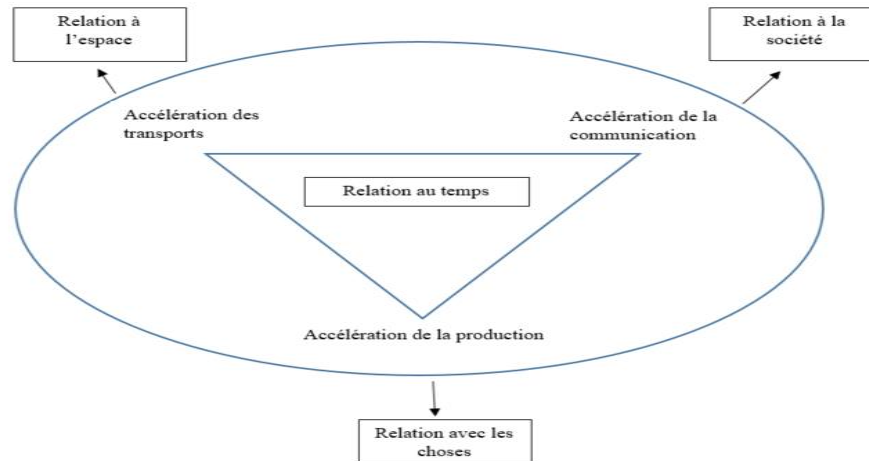 Relation à
l’espace
Relation à la
société
Accélération des
transports
Accélération de la
communication
Relation au temps
Accélération de la production
Relation avec les
choses